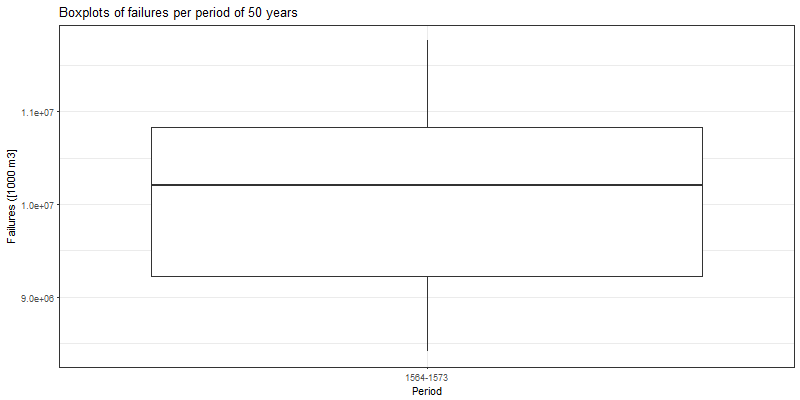 Boxplots of failures per period of 50 years
Failures ([1000 m3]
1.1e+07
1.0e+07
9.0e+06
1564-1573
Period